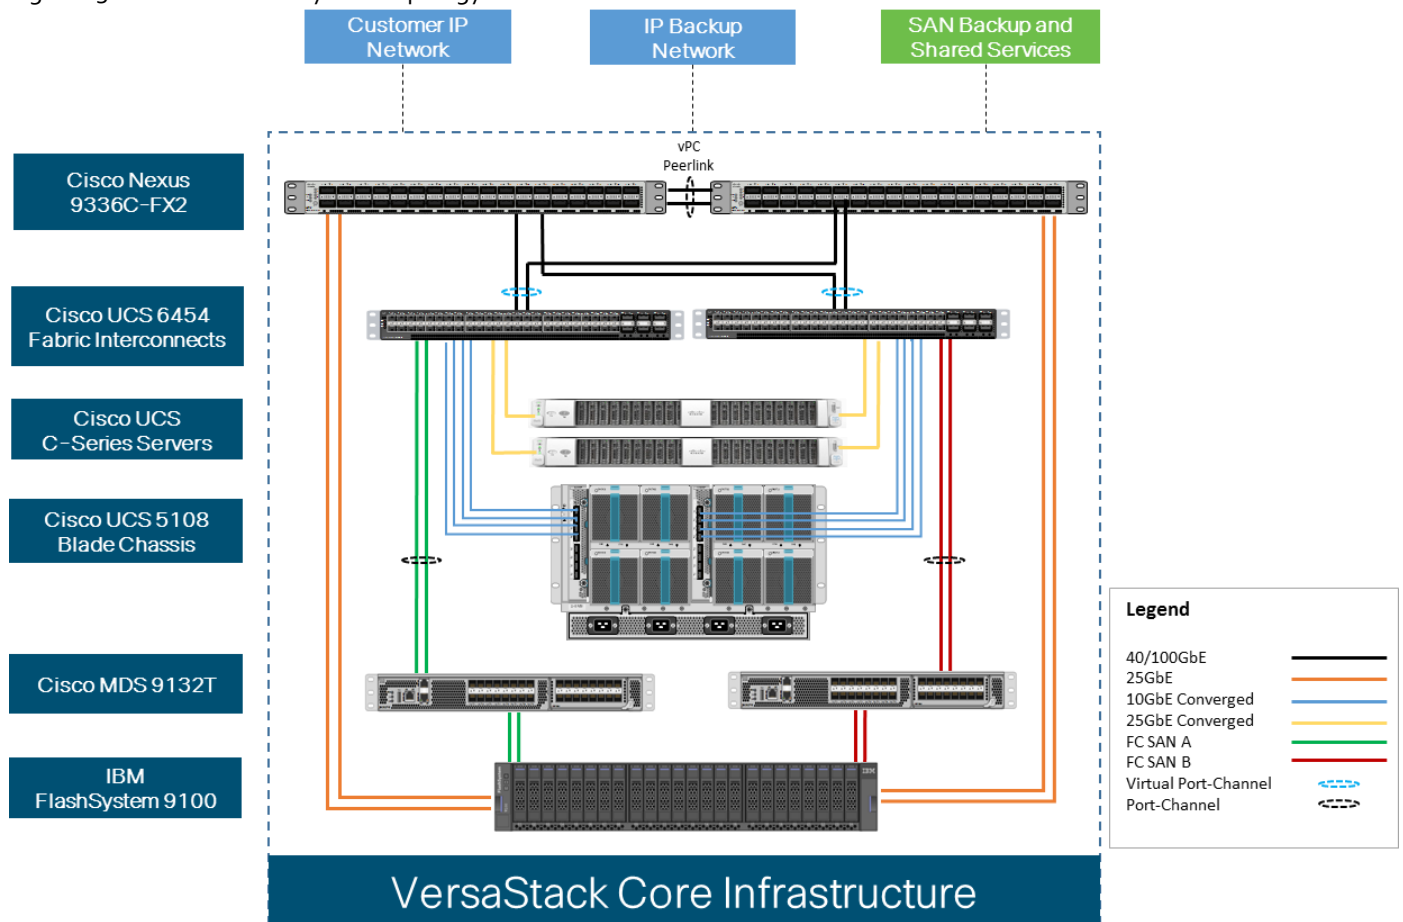 Customer IP
Network
IP Backup
Network
SAN Backup and
Shared Services
vPC
Peerlink
Cisco Nexus
9336C-FX2
Cisco UCS 6454
Fabric Interconnects
Cisco UCS
C-Series Servers
Cisco UCS 5108
Blade Chassis
Cisco MDS 9132T
IBM
FlashSystem 9100
IBM
Legend
40/100GbE
25GbE
10GbE Converged
25GbE Converged
FC SAN A
FC SAN B
Virtual Port-Channel
Port-Channel
VersaStack Core Infrastructure